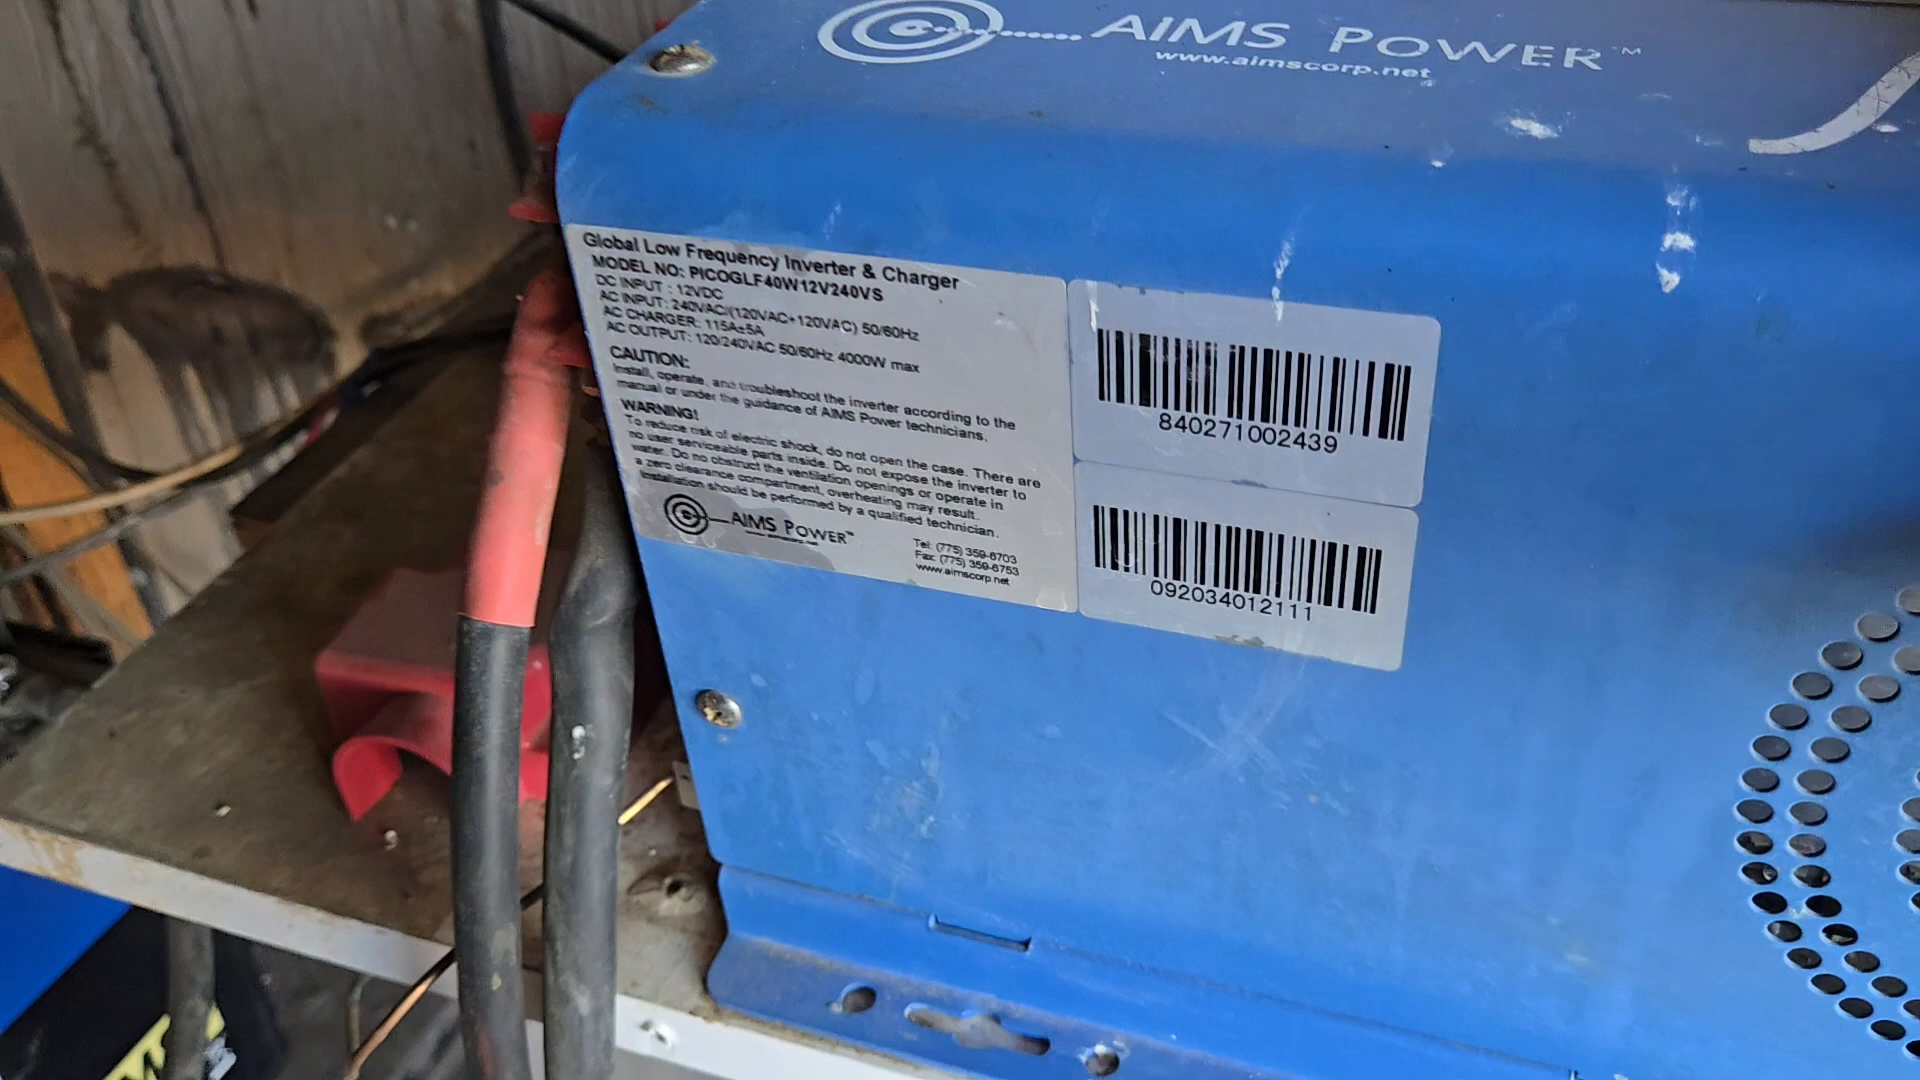 AIMS POWER™
www.aimscorp.net
Global Low Frequency Inverter & Charger
MODEL NO: PICOGLF40W12V240VS
DC INPUT : 12VDC
AC INPUT: 240VAC/(120VAC+120VAC) 50/60Hz
AC CHARGER: 115A±5A
AC OUTPUT: 120/240VAC 50/60Hz 4000W max
CAUTION:
Install, operate, and troubleshoot the inverter according to the
manual or under the guidance of AIMS Power technicians.
WARNING!
To reduce risk of electric shock, do not open the case. There are
no user serviceable parts inside. Do not expose the inverter to
water. Do no obstruct the ventilation openings or operate in
a zero clearance compartment, overheating may result.
Installation should be performed by a qualified technician.
AIMS POWER™
www.aimscorp.net
Tel: (775) 359-6703
Fax: (775) 359-6753
www.aimscorp.net
840271002439
092034012111